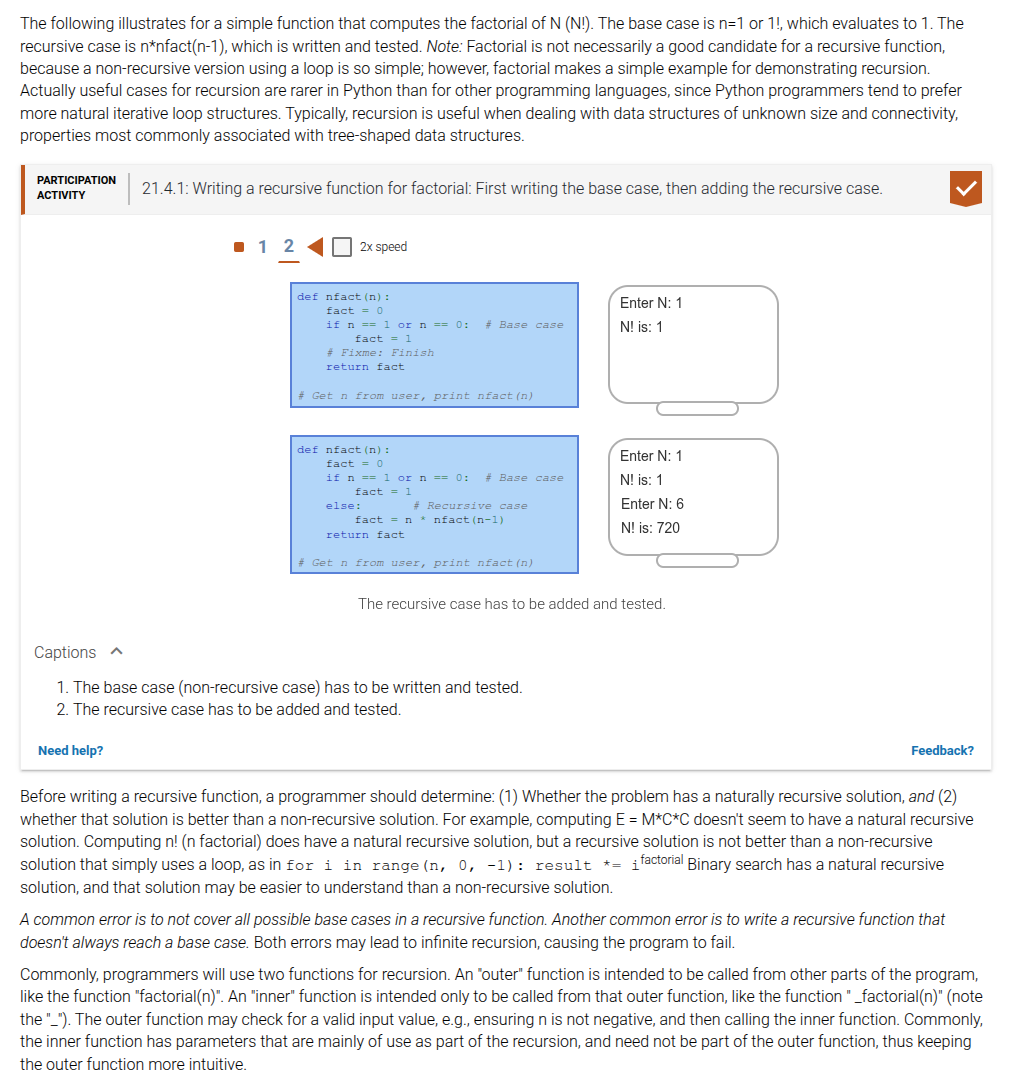 The following illustrates for a simple function that computes the factorial of N (N!). The base case is n=1 or 1!, which evaluates to 1. The
recursive case is n*nfact(n-1), which is written and tested. Note: Factorial is not necessarily a good candidate for a recursive function,
because a non-recursive version using a loop is so simple; however, factorial makes a simple example for demonstrating recursion.
Actually useful cases for recursion are rarer in Python than for other programming languages, since Python programmers tend to prefer
more natural iterative loop structures. Typically, recursion is useful when dealing with data structures of unknown size and connectivity,
properties most commonly associated with tree-shaped data structures.
PARTICIPATION
ACTIVITY
21.4.1: Writing a recursive function for factorial: First writing the base case, then adding the recursive case.
1 2 2x speed
def nfact(n):
    fact = 0
    if n == 1 or n == 0:  # Base case
        fact = 1
    # Fixme: Finish
    return fact
# Get n from user, print nfact(n)
Enter N: 1
N! is: 1
def nfact(n):
    fact = 0
    if n == 1 or n == 0:  # Base case
        fact = 1
    else:       # Recursive case
        fact = n * nfact(n-1)
    return fact
# Get n from user, print nfact(n)
Enter N: 1
N! is: 1
Enter N: 6
N! is: 720
The recursive case has to be added and tested.
Captions
1. The base case (non-recursive case) has to be written and tested.
2. The recursive case has to be added and tested.
Need help?
Feedback?
Before writing a recursive function, a programmer should determine: (1) Whether the problem has a naturally recursive solution, and (2)
whether that solution is better than a non-recursive solution. For example, computing E = M*C*C doesn't seem to have a natural recursive
solution. Computing n! (n factorial) does have a natural recursive solution, but a recursive solution is not better than a non-recursive
solution that simply uses a loop, as in for i in range(n, 0, -1): result *= i factorial Binary search has a natural recursive
solution, and that solution may be easier to understand than a non-recursive solution.
A common error is to not cover all possible base cases in a recursive function. Another common error is to write a recursive function that
doesn't always reach a base case. Both errors may lead to infinite recursion, causing the program to fail.
Commonly, programmers will use two functions for recursion. An "outer" function is intended to be called from other parts of the program,
like the function "factorial(n)". An "inner" function is intended only to be called from that outer function, like the function " _factorial(n)" (note
the "_"). The outer function may check for a valid input value, e.g., ensuring n is not negative, and then calling the inner function. Commonly,
the inner function has parameters that are mainly of use as part of the recursion, and need not be part of the outer function, thus keeping
the outer function more intuitive.